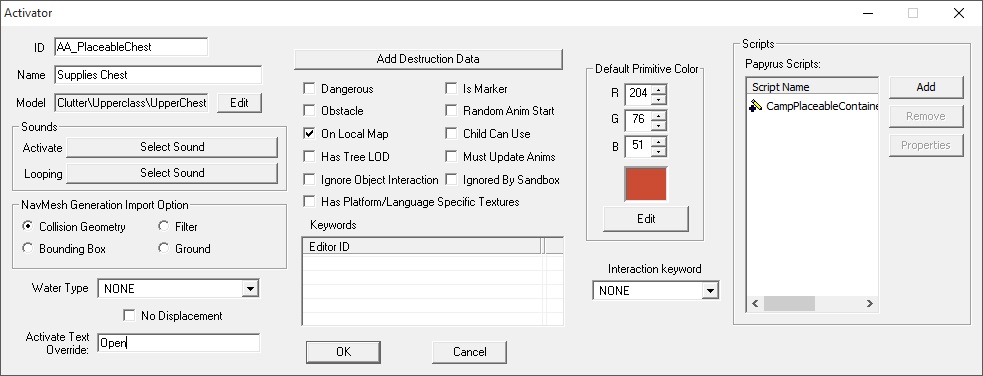 Activator
ID AA_PlaceableChest
Name Supplies Chest
Model Clutter\Upperclass\UpperChest Edit
Sounds
Activate Select Sound
Looping Select Sound
NavMesh Generation Import Option
Collision Geometry Filter
Bounding Box Ground
Water Type NONE
No Displacement
Activate Text
Override: Open
Add Destruction Data
Dangerous Is Marker
Obstacle Random Anim Start
On Local Map Child Can Use
Has Tree LOD Must Update Anims
Ignore Object Interaction Ignored By Sandbox
Has Platform/Language Specific Textures
Keywords
Editor ID
OK Cancel
Default Primitive Color
R 204
G 76
B 51
Edit
Interaction keyword
NONE
Scripts
Papyrus Scripts:
Script Name
CampPlaceableContaine
Add
Remove
Properties